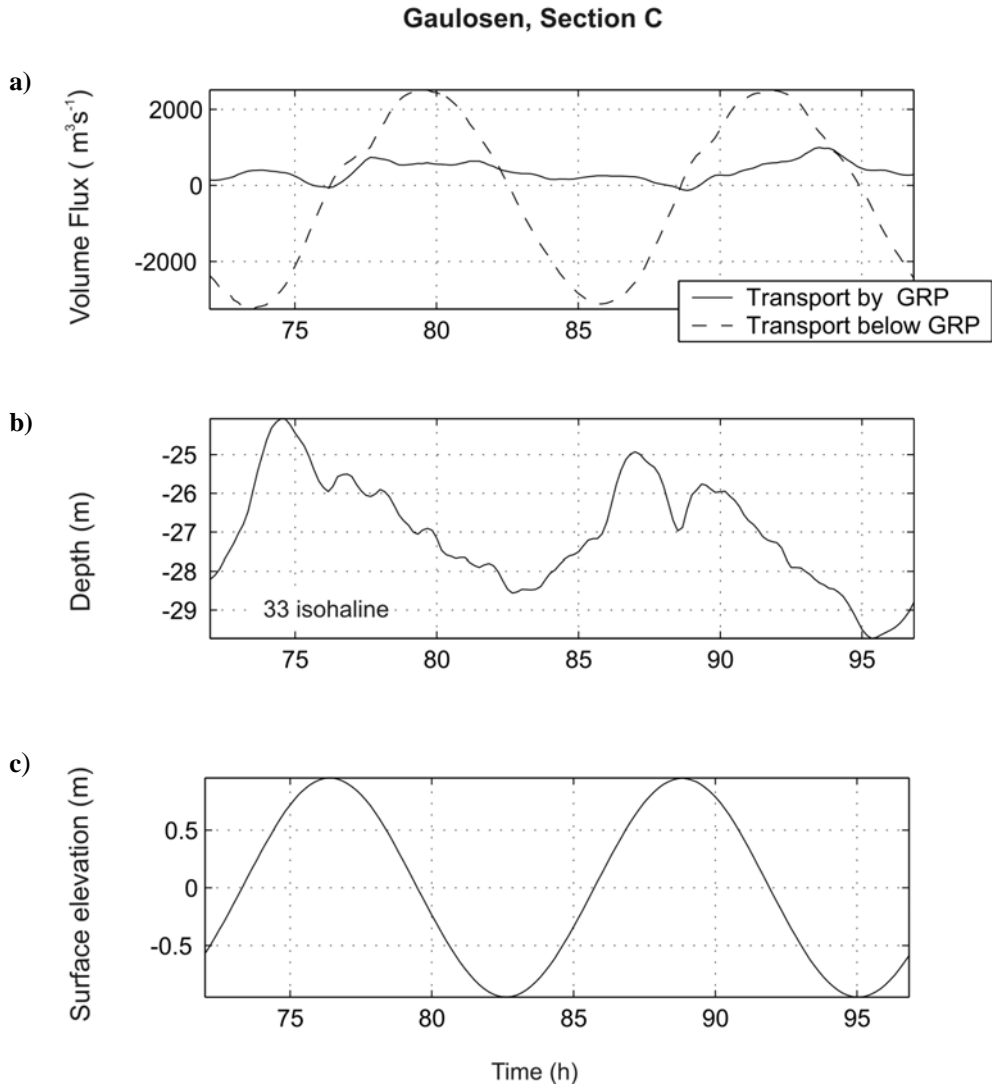 Gaulosen, Section C
a)
Volume Flux ( m³s⁻¹)
2000
0
-2000
75 80 85
Transport by GRP
Transport below GRP
90 95
b)
Depth (m)
-25
-26
-27
-28
-29
33 isohaline
75 80 85 90 95
c)
Surface elevation (m)
0.5
0
-0.5
75 80 85 90 95
Time (h)